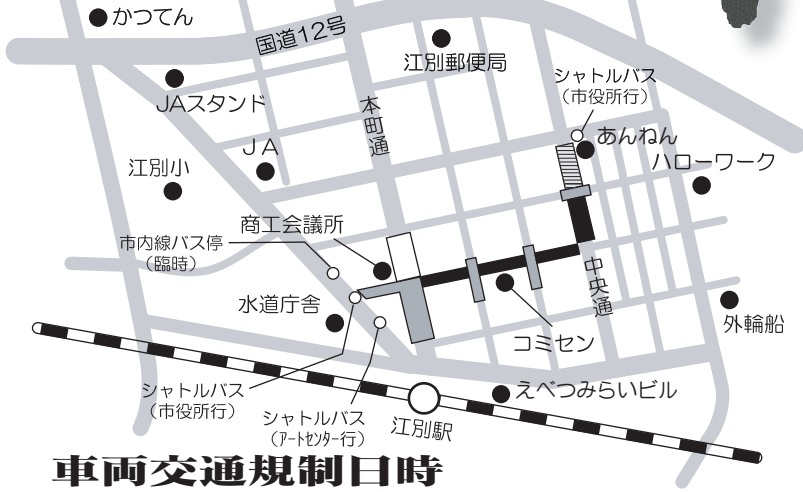 かつてん
国道12号
江別郵便局
シャトルバス
（市役所行）
JAスタンド
本町通
あんねん
JA
ハローワーク
江別小
商工会議所
市内線バス停
（臨時）
中央通
水道庁舎
外輪船
コミセン
シャトルバス
（市役所行）
えべつみらいビル
シャトルバス
（アートセンター行）
江別駅
車両交通規制日時